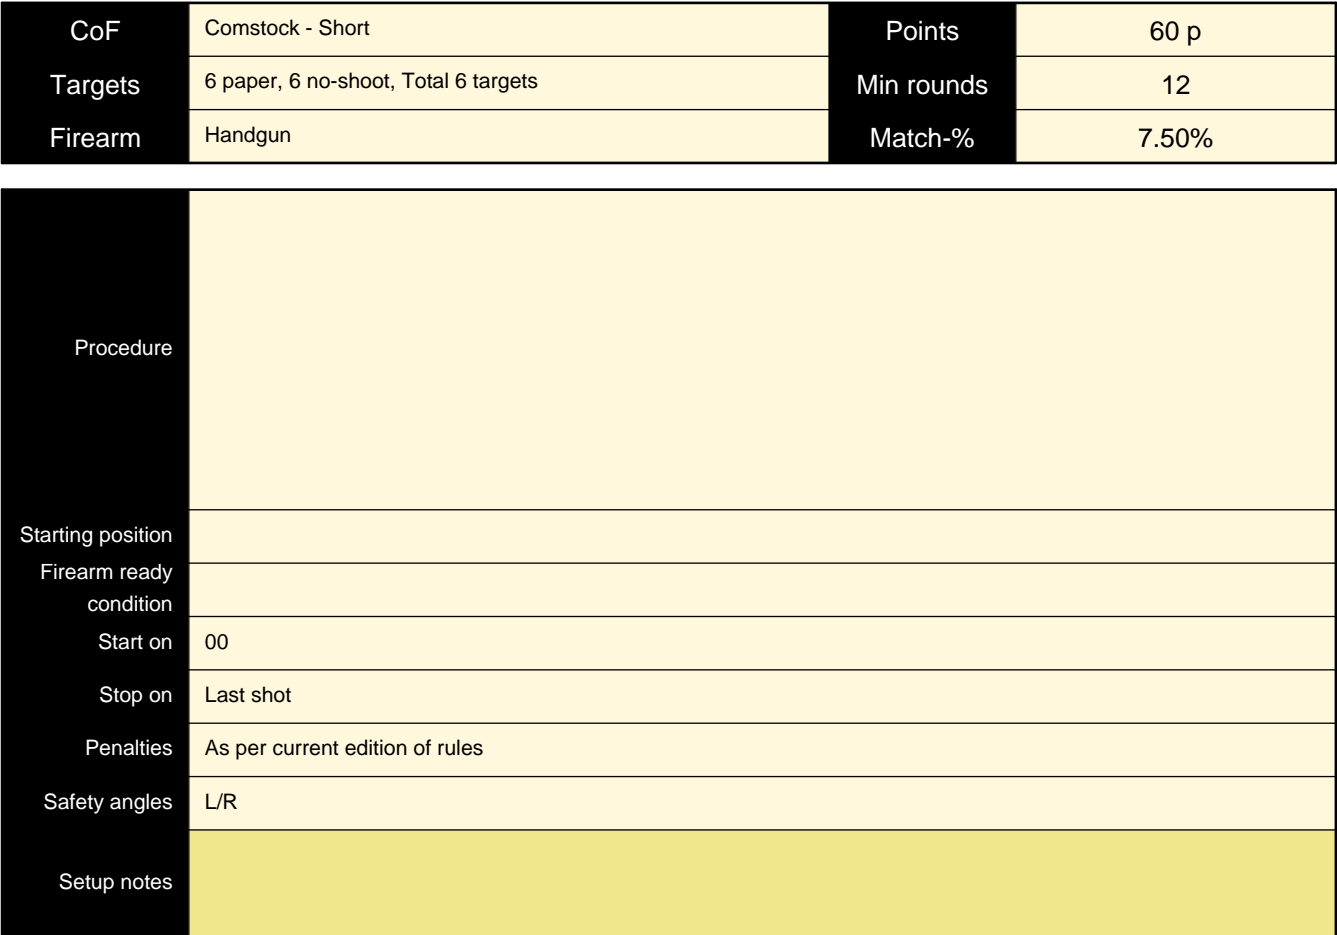 CoF Comstock - Short Points 60 p
Targets 6 paper, 6 no-shoot, Total 6 targets Min rounds 12
Firearm Handgun Match-% 7.50%
Procedure
Starting position
Firearm ready
condition
Start on 00
Stop on Last shot
Penalties As per current edition of rules
Safety angles L/R
Setup notes